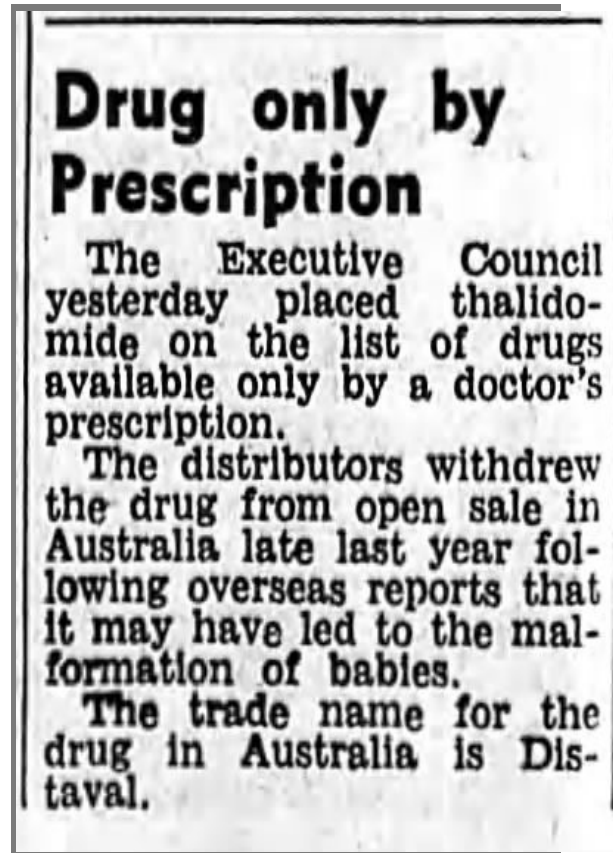 Drug only by
Prescription
The Executive Council
yesterday placed thalido-
mide on the list of drugs
available only by a doctor's
prescription.
The distributors withdrew
the drug from open sale in
Australia late last year fol-
lowing overseas reports that
it may have led to the mal-
formation of babies.
The trade name for the
drug in Australia is Dis-
taval.